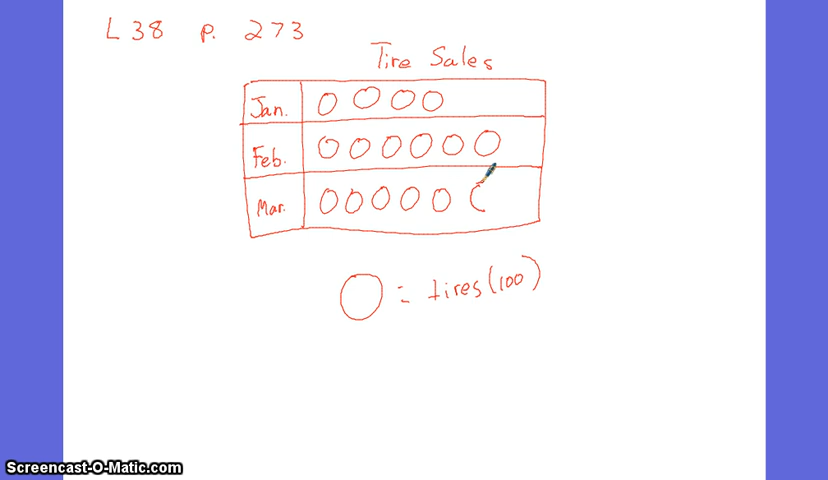 L 38 p. 273
Tire Sales
Jan.
Feb.
Mar.
= tires (100)
Screencast-O-Matic.com